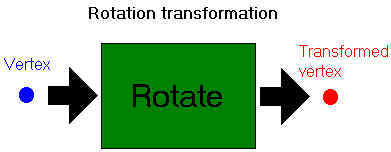 Rotation transformation
Vertex
Rotate
Transformed
vertex